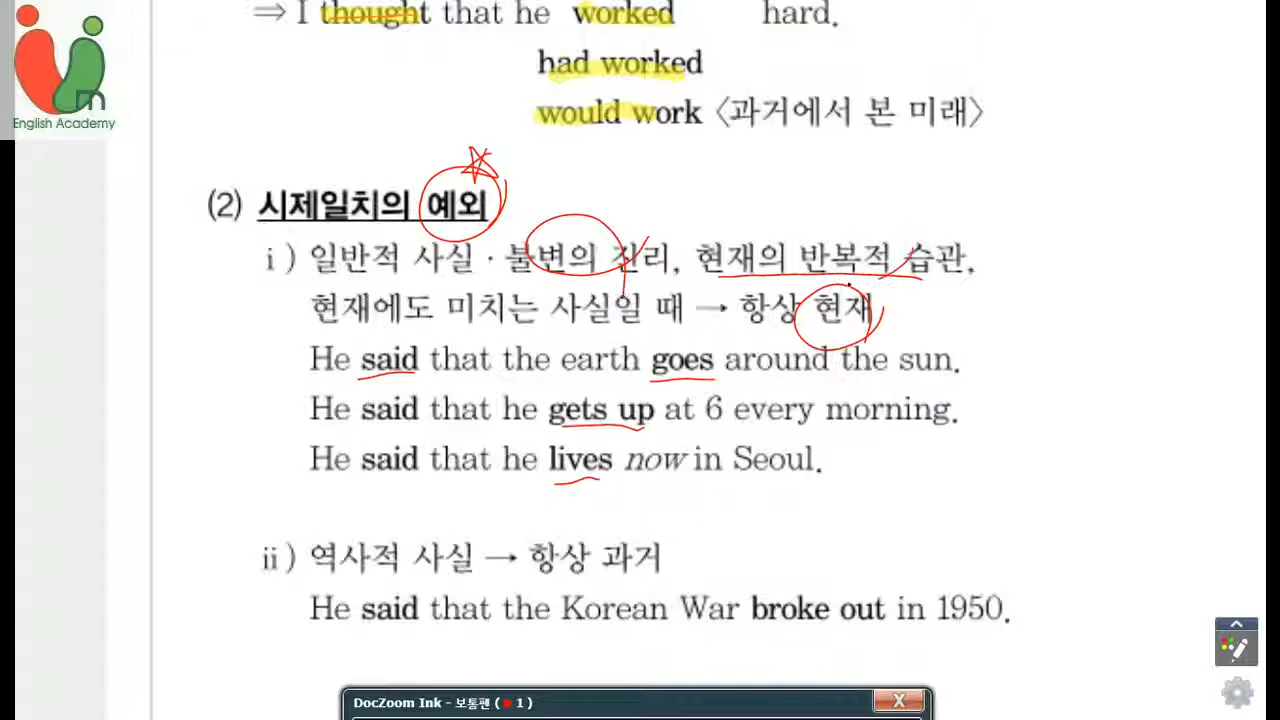 ⇒ I thought that he worked hard.
had worked
would work 〈과거에서 본 미래〉
English Academy
(2) 시제일치의 예외
ⅰ) 일반적 사실 · 불변의 진리, 현재의 반복적 습관,
현재에도 미치는 사실일 때 → 항상 현재
He said that the earth goes around the sun.
He said that he gets up at 6 every morning.
He said that he lives now in Seoul.
ⅱ) 역사적 사실 → 항상 과거
He said that the Korean War broke out in 1950.
DocZoom Ink - 보통펜 ( 1 ) X